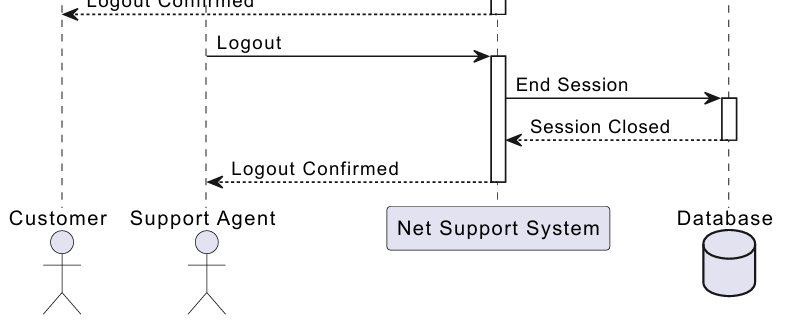 Logout Confirmed
Logout
End Session
Session Closed
Logout Confirmed
Customer
Support Agent
Net Support System
Database